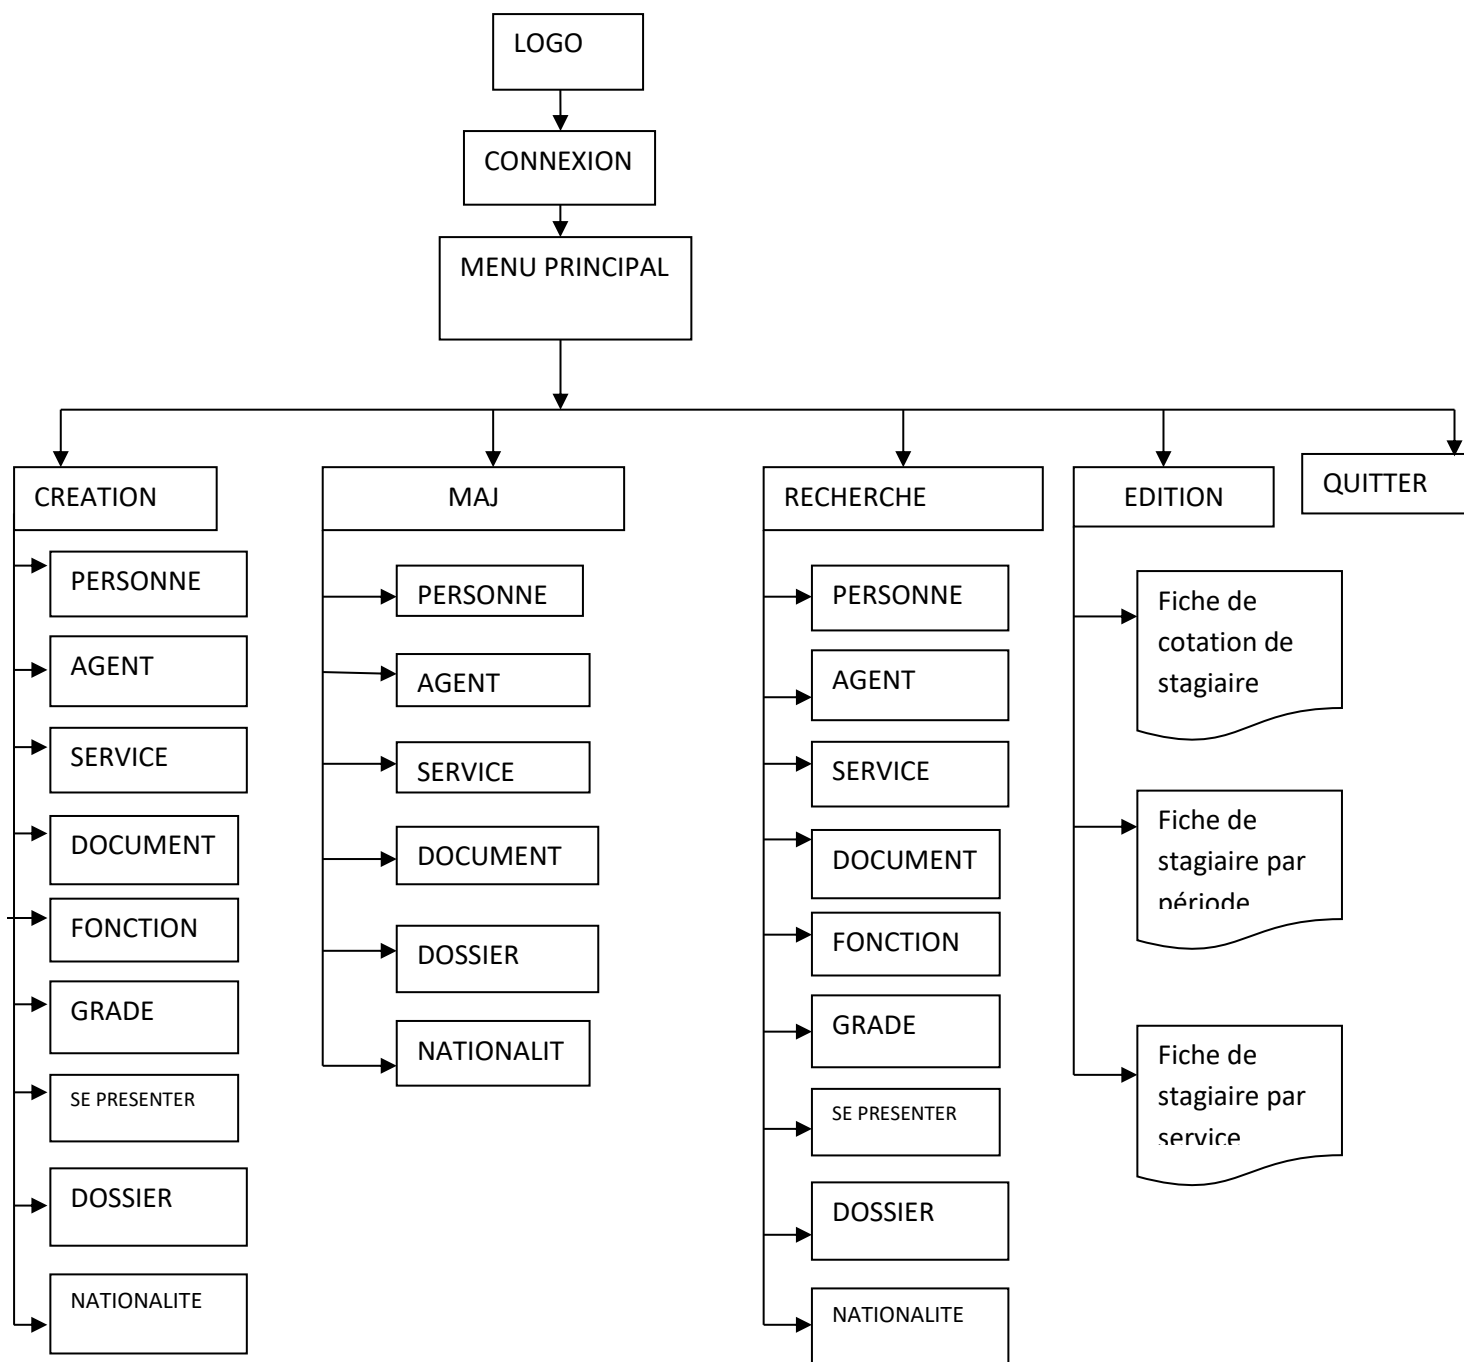 LOGO
CONNEXION
MENU PRINCIPAL
CREATION
PERSONNE
AGENT
SERVICE
DOCUMENT
FONCTION
GRADE
SE PRESENTER
DOSSIER
NATIONALITE
MAJ
PERSONNE
AGENT
SERVICE
DOCUMENT
DOSSIER
NATIONALIT
RECHERCHE
PERSONNE
AGENT
SERVICE
DOCUMENT
FONCTION
GRADE
SE PRESENTER
DOSSIER
NATIONALITE
EDITION
Fiche de
cotation de
stagiaire
Fiche de
stagiaire par
période
Fiche de
stagiaire par
service
QUITTER